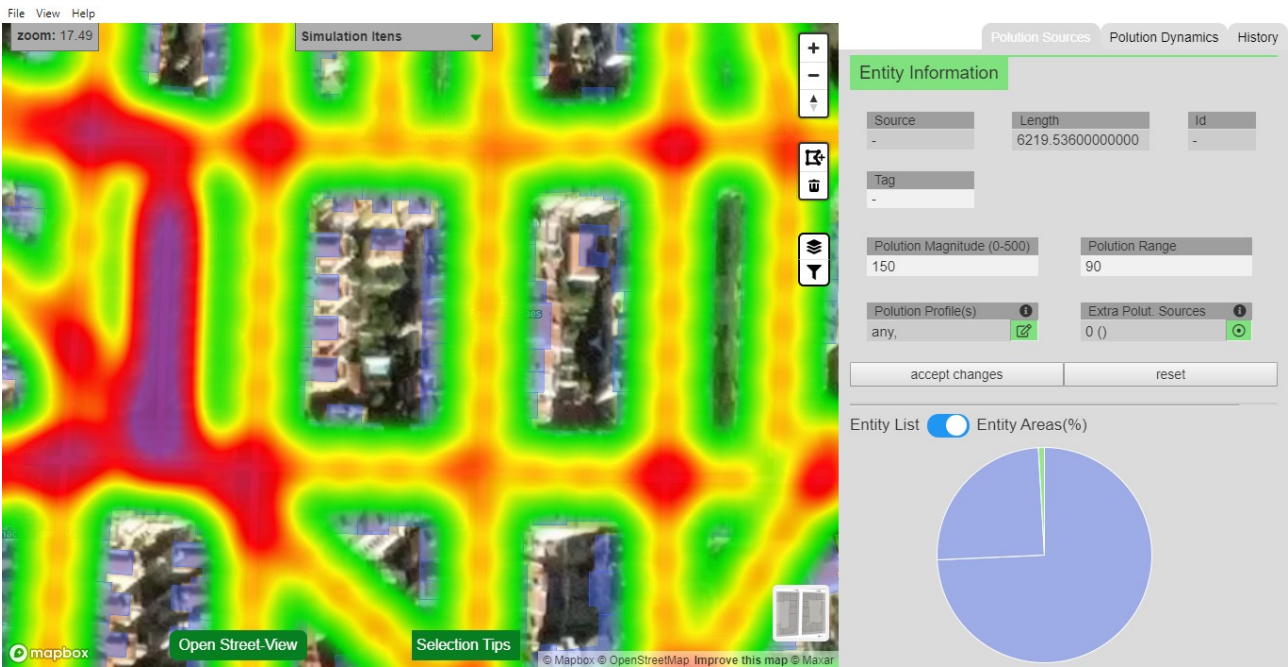 File View Help
zoom: 17.49
Simulation Itens
Polution Sources Polution Dynamics History
Entity Information
Source Length Id
- 6219.53600000000 -
Tag
-
Polution Magnitude (0-500) Polution Range
150 90
Polution Profile(s) Extra Polut. Sources
any, 0 ()
accept changes reset
Entity List Entity Areas(%)
Open Street-View
Selection Tips
mapbox
© Mapbox © OpenStreetMap Improve this map © Maxar